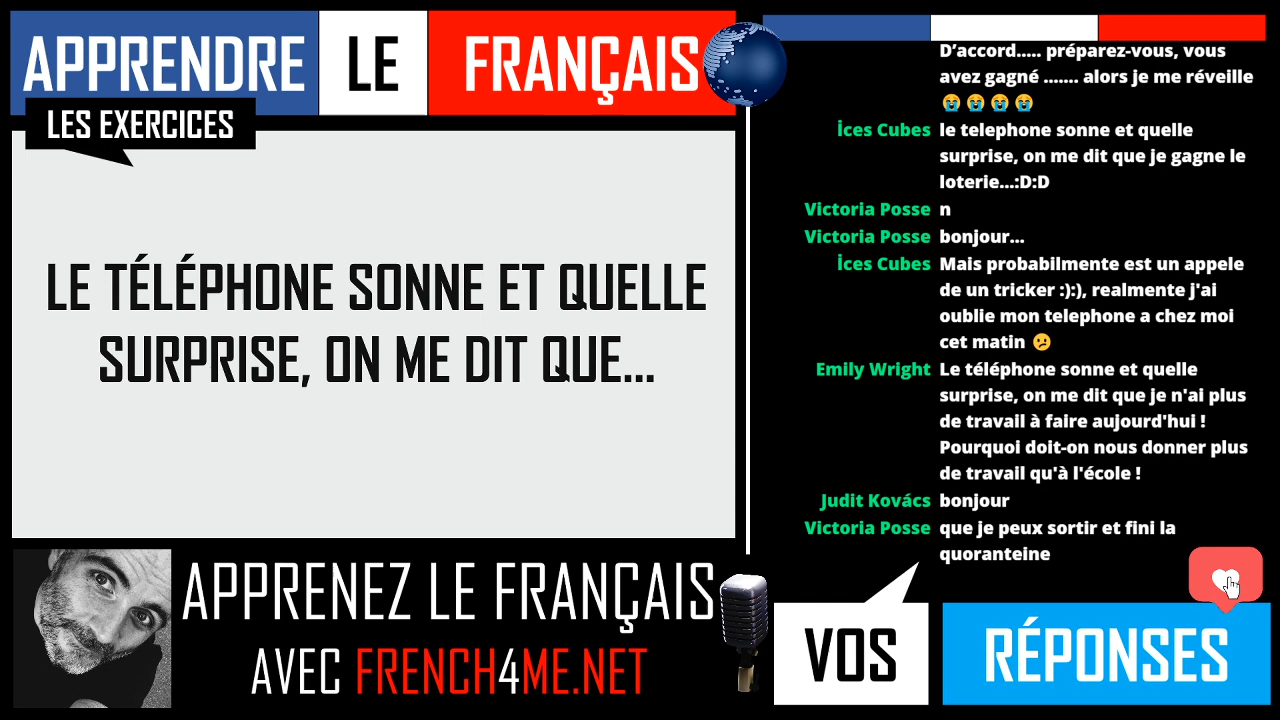 APPRENDRE LE FRANÇAIS
LES EXERCICES
LE TÉLÉPHONE SONNE ET QUELLE
SURPRISE, ON ME DIT QUE...
APPRENEZ LE FRANÇAIS
AVEC FRENCH4ME.NET
D'accord..... préparez-vous, vous
avez gagné ....... alors je me réveille
😭 😭 😭 😭
İces Cubes le telephone sonne et quelle
surprise, on me dit que je gagne le
loterie...:D:D
Victoria Posse n
Victoria Posse bonjour...
İces Cubes Mais probabilmente est un appele
de un tricker :):), realmente j'ai
oublie mon telephone a chez moi
cet matin 😕
Emily Wright Le téléphone sonne et quelle
surprise, on me dit que je n'ai plus
de travail à faire aujourd'hui !
Pourquoi doit-on nous donner plus
de travail qu'à l'école !
Judit Kovács bonjour
Victoria Posse que je peux sortir et fini la
quoranteine
VOS RÉPONSES